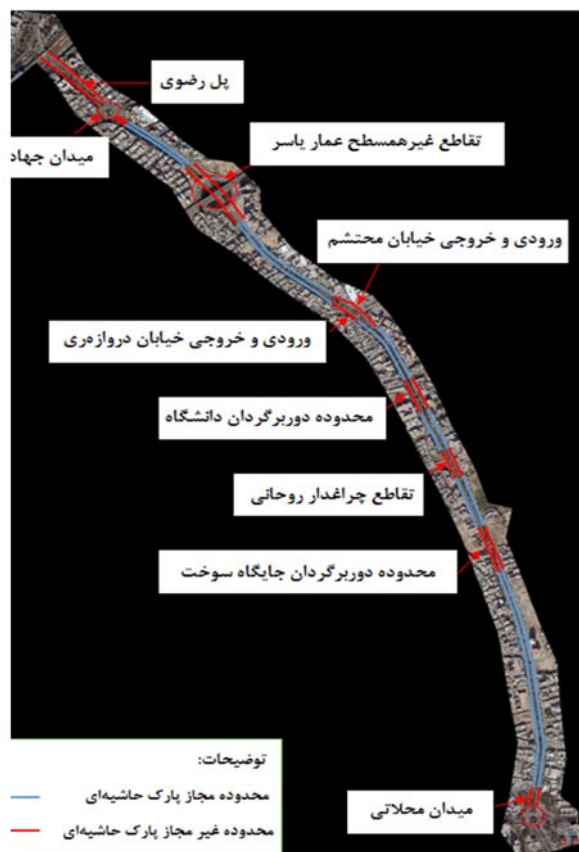 پل رضوی
میدان جهاد
تقاطع غیرهمسطح عمار یاسر
ورودی و خروجی خیابان محتشم
ورودی و خروجی خیابان دروازه‌ری
محدوده دوربرگردان دانشگاه
تقاطع چراغدار روحانی
محدوده دوربرگردان جایگاه سوخت
میدان محلاتی
توضیحات:
محدوده مجاز پارک حاشیه‌ای
محدوده غیر مجاز پارک حاشیه‌ای